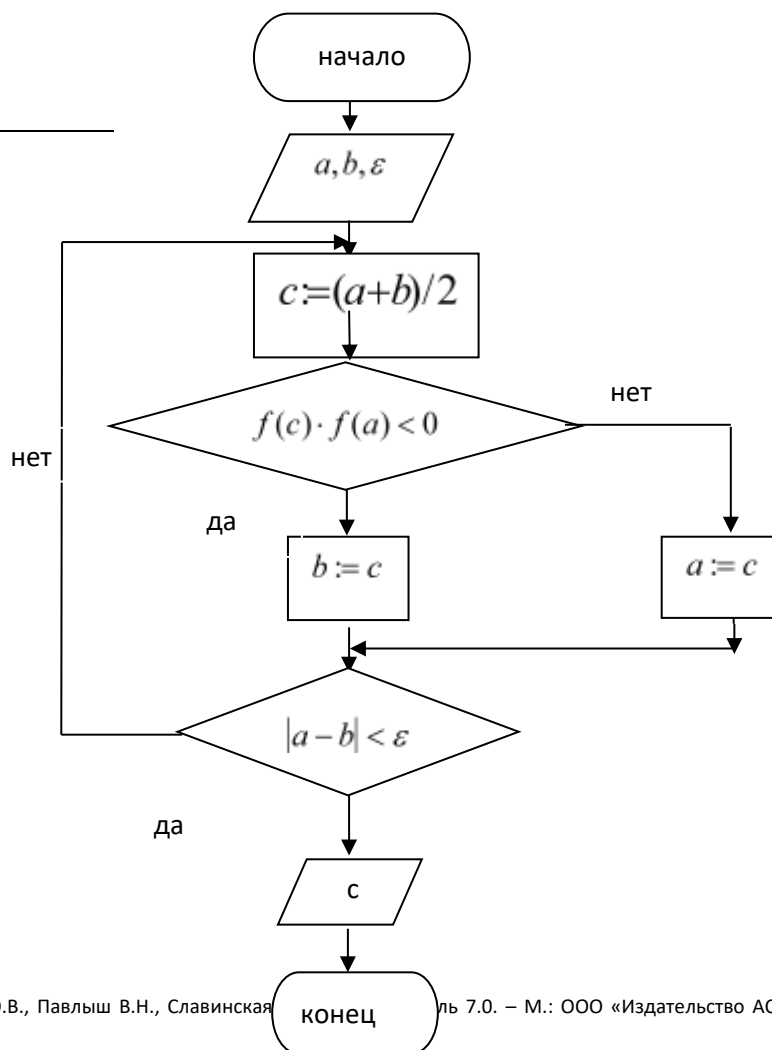 начало
a, b, ε
c:=(a+b)/2
нет
f(c)·f(a)<0
нет
да
b:=c
a:=c
|a−b|<ε
да
с
.В., Павлыш В.Н., Славинская ль 7.0. – М.: ООО «Издательство АС
конец